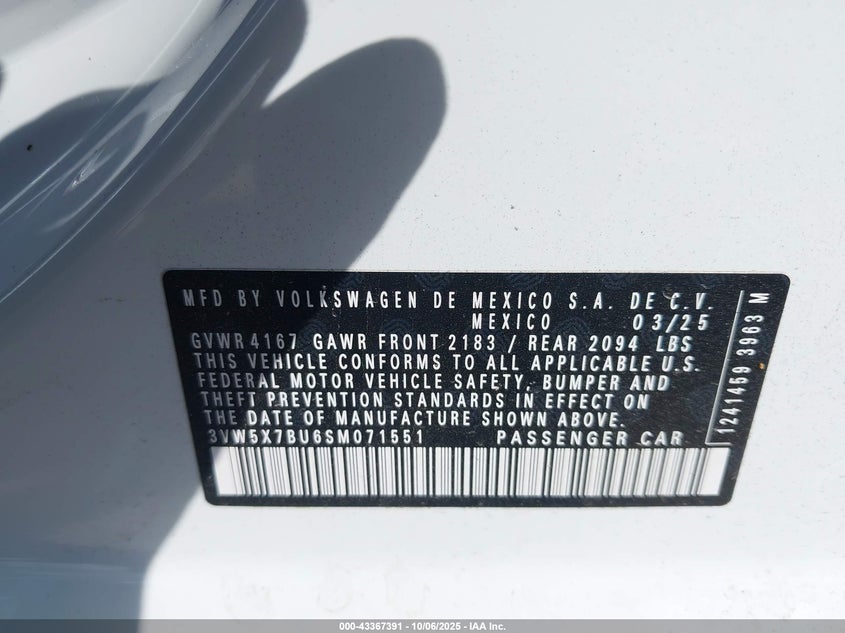 MFD BY VOLKSWAGEN DE MEXICO S.A. DE C.V.
MEXICO 03/25
GVWR 4167 GAWR FRONT 2183 / REAR 2094 LBS
THIS VEHICLE CONFORMS TO ALL APPLICABLE U.S.
FEDERAL MOTOR VEHICLE SAFETY, BUMPER AND
THEFT PREVENTION STANDARDS IN EFFECT ON
THE DATE OF MANUFACTURE SHOWN ABOVE.
3VW5X7BU6SM071551 PASSENGER CAR
1241459 3963 M
000-43367391 - 10/06/2025 - IAA Inc.